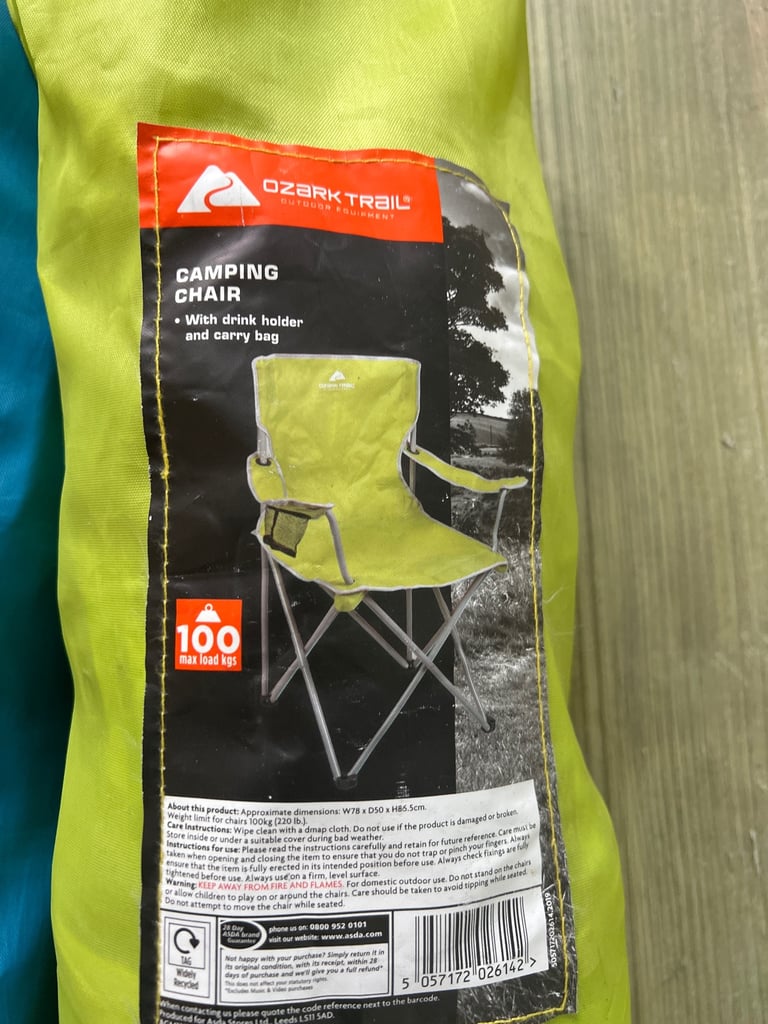 OZARK TRAIL®
OUTDOOR EQUIPMENT
CAMPING
CHAIR
• With drink holder
and carry bag
OZARK TRAIL
100
max load kgs
About this product: Approximate dimensions: W78 x D50 x H86.5cm.
Weight limit for chairs 100kg (220 lb.)
Care Instructions: Wipe clean with a dmap cloth. Do not use if the product is damaged or broken.
Store inside or under a suitable cover during bad weather.
Instructions for use: Please read the instructions carefully and retain for future reference. Care must be
taken when opening and closing the item to ensure that you do not trap or pinch your fingers. Always
ensure that the item is fully erected in its intended position before use. Always check fixings are fully
tightened before use. Always use on a firm, level surface.
Warning: KEEP AWAY FROM FIRE AND FLAMES. For domestic outdoor use. Do not stand on the chairs
or allow children to play on or around the chairs. Care should be taken to avoid tipping while seated.
Do not attempt to move the chair while seated.
TAG
Widely
Recycled
28 Day
ASDA brand
Guarantee
phone us on: 0800 952 0101
visit our website: www.asda.com
Not happy with your purchase? Simply return it in
its original condition, with its receipt, within 28
days of purchase and we'll give you a full refund*
This does not affect your statutory rights.
*Excludes Music & Video purchases
5 057172 026142 >
When contacting us please quote the code reference next to the barcode.
Produced for Asda Stores Ltd., Leeds LS11 5AD.